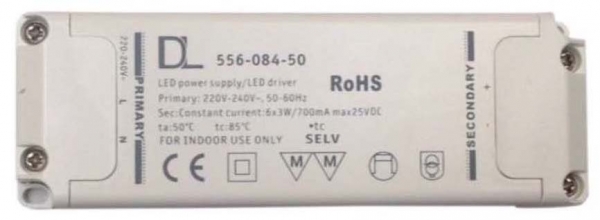 DL 556-084-50
LED power supply/LED driver
RoHS
Primary: 220V-240V~, 50-60Hz
Sec:Constant current:6x3W/700mA max25VDC
ta:50℃ tc:85℃ •tc
FOR INDOOR USE ONLY SELV
CE M M
220-240V~ L N
PRIMARY
SECONDARY
- +